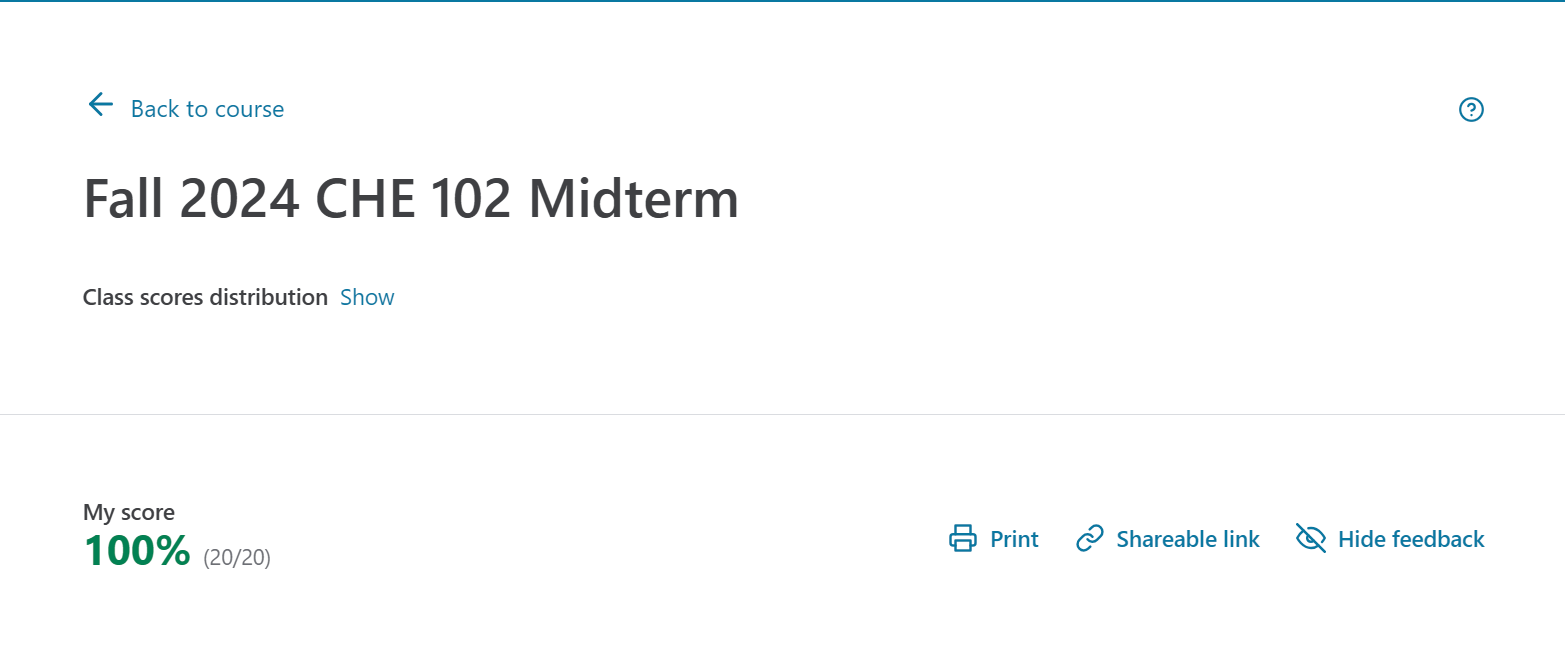 Back to course
Fall 2024 CHE 102 Midterm
Class scores distribution Show
My score
100% (20/20)
Print Shareable link Hide feedback